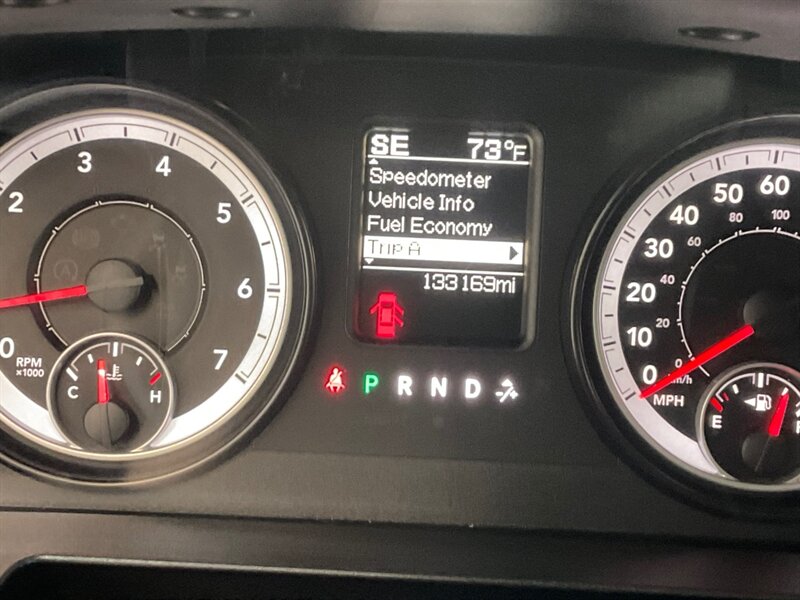 SE 73°F
Speedometer
Vehicle Info
Fuel Economy
Trip A
133169mi
P R N D
0 2 3 4 5 6 7
RPM
x1000
C H
0 10 20 30 40 50 60
0 20 40 60 80 100
km/h
MPH
E F